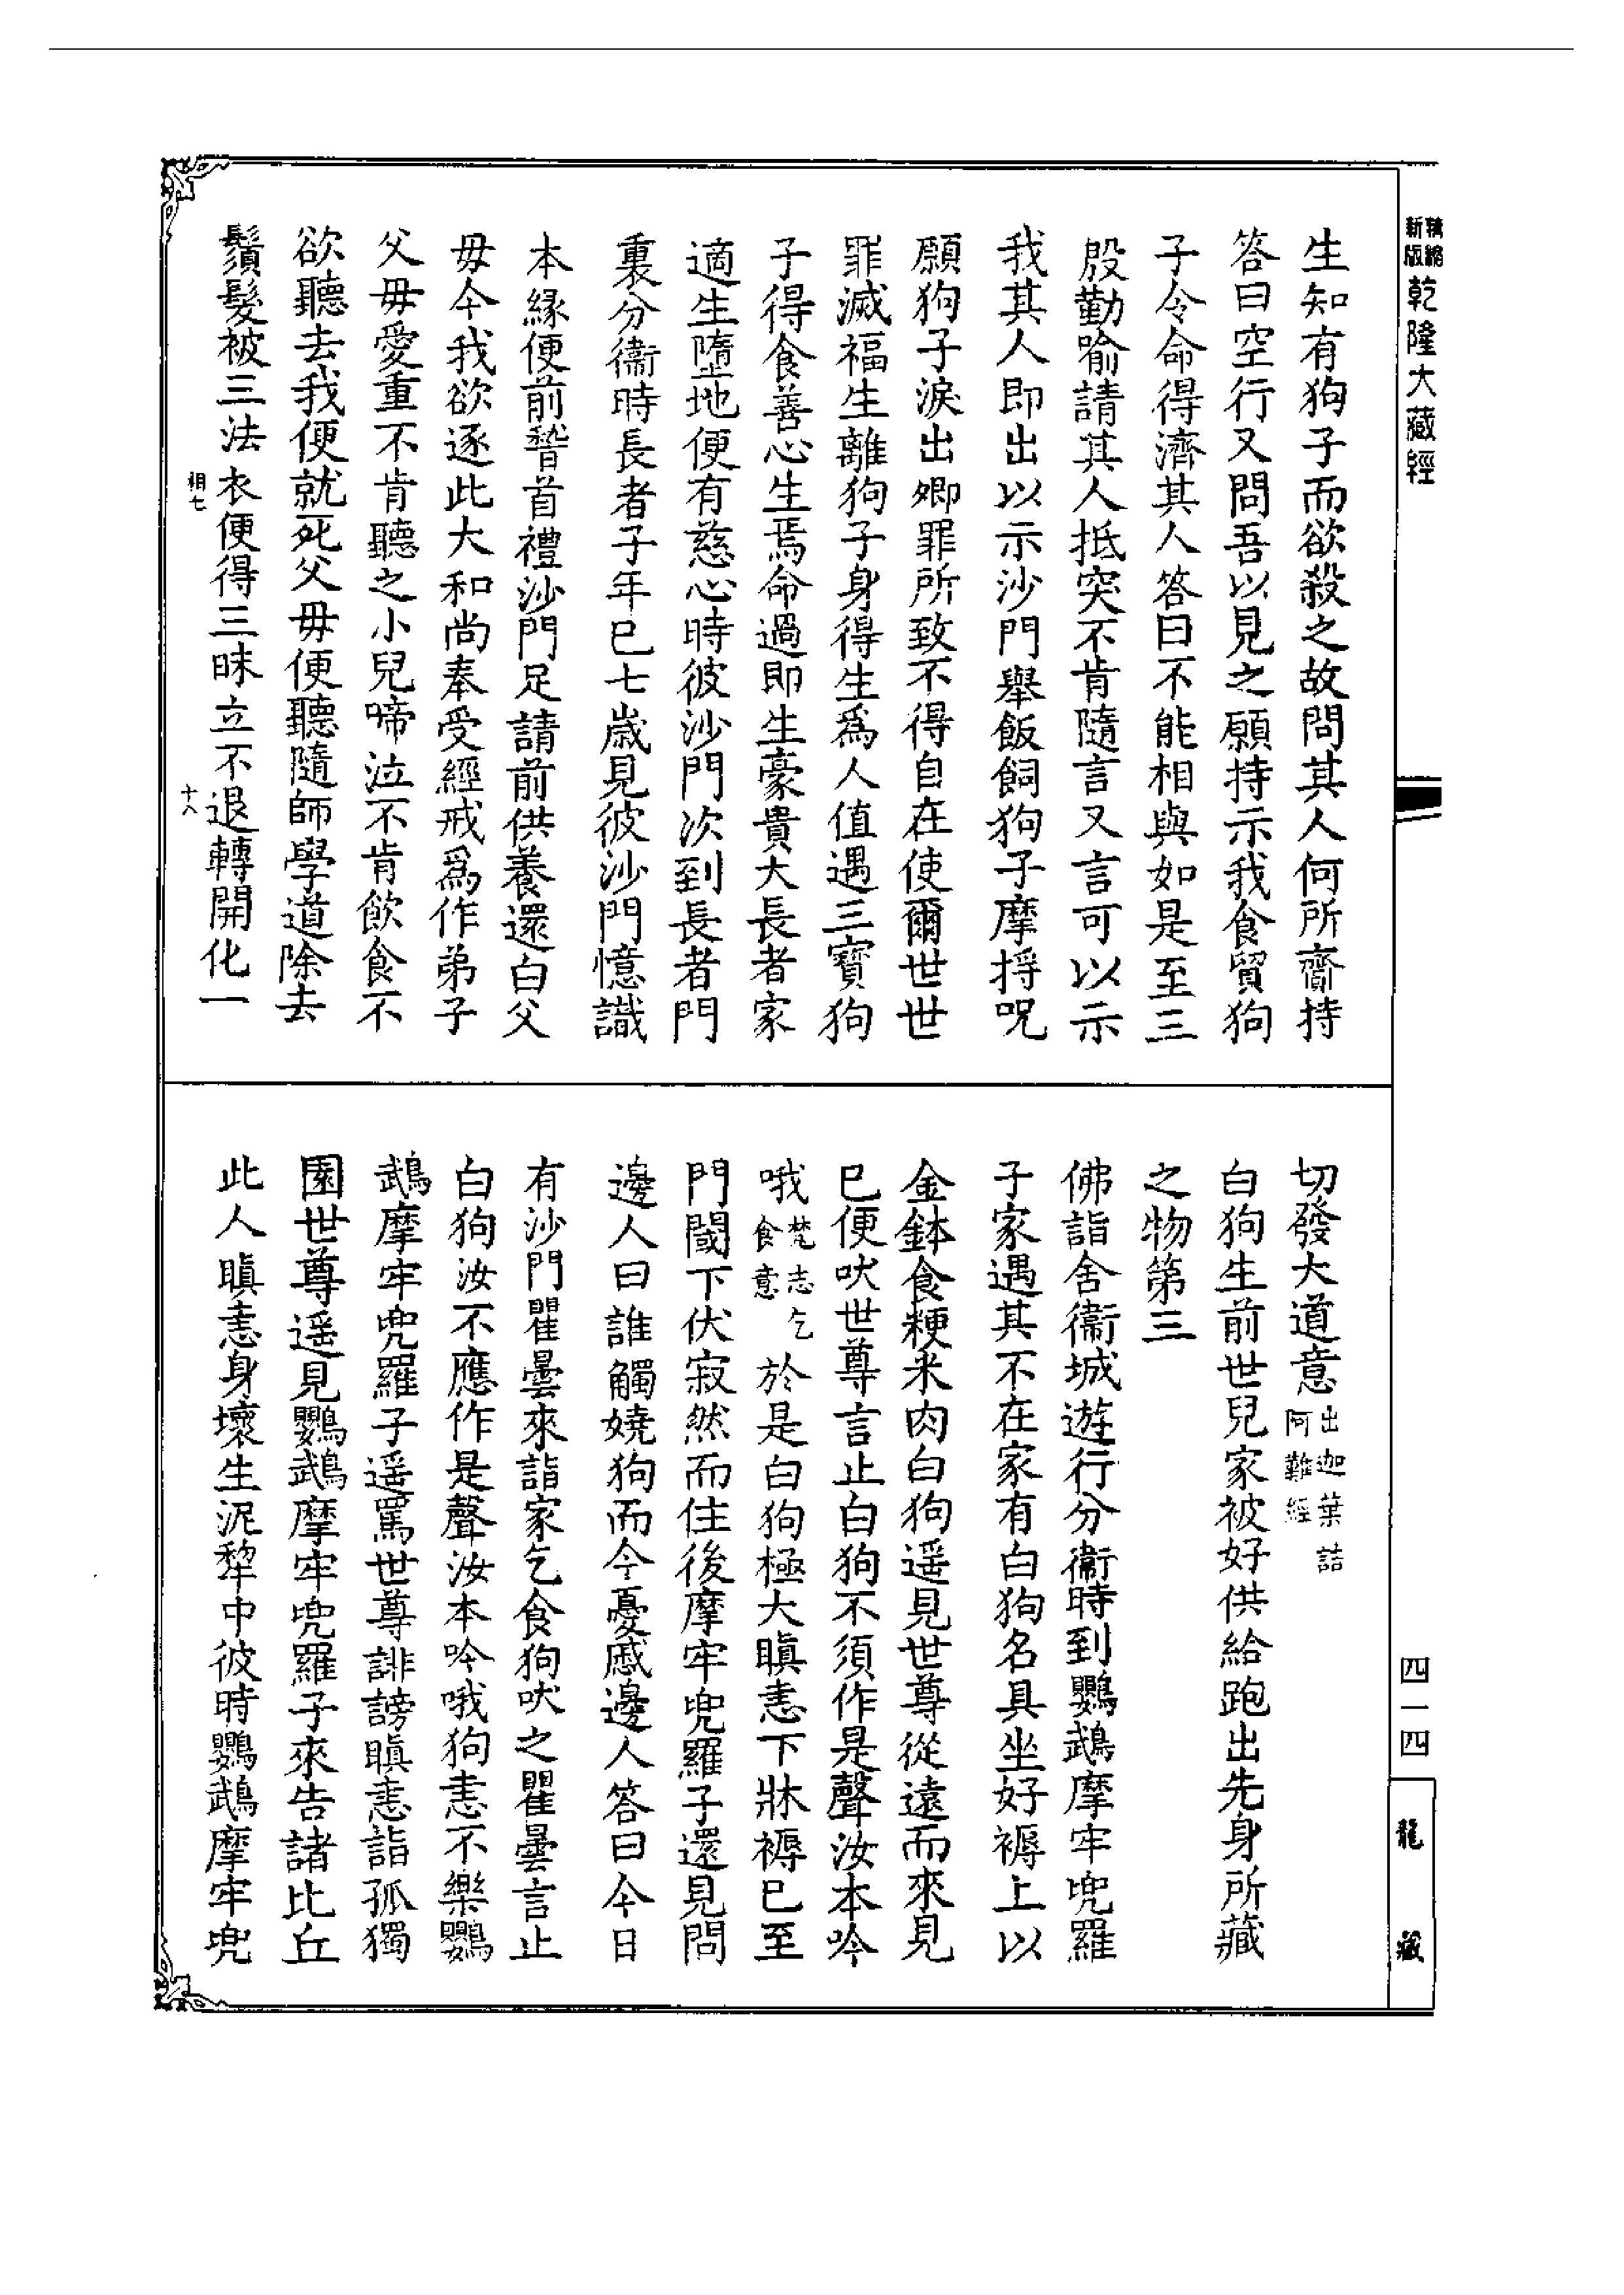 新版精縮
乾隆大藏經
生知有狗子而欲殺之故問其人何所齎持
答曰空行又問吾以見之願持示我食貿狗
子令命得濟其人答曰不能相與如是至三
殷勤喻請其人抵突不肯隨言又言可以示
我其人即出以示沙門舉飯飼狗子摩捋呪
願狗子淚出卿罪所致不得自在使爾世世
罪滅福生離狗子身得生爲人值遇三寶狗
子得食善心生焉命過即生豪貴大長者家
適生墮地便有慈心時彼沙門次到長者門
裏分衞時長者子年已七歲見彼沙門憶識
本緣便前稽首禮沙門足請前供養還白父
母今我欲逐此大和尚奉受經戒爲作弟子
父母愛重不肯聽之小兒啼泣不肯飲食不
欲聽去我便就死父母便聽隨師學道除去
鬚髮被三法衣便得三昧立不退轉開化一
相七
十八
切發大道意出迦葉詰阿難經
白狗生前世兒家被好供給跑出先身所藏
之物第三
佛詣舍衞城遊行分衞時到鸚鵡摩牢兜羅
子家遇其不在家有白狗名具坐好褥上以
金鉢食粳米肉白狗遥見世尊從遠而來見
已便吠世尊言止白狗不須作是聲汝本吟
哦梵志乞食意於是白狗極大瞋恚下牀褥已至
門閾下伏寂然而住後摩牢兜羅子還見問
邊人曰誰觸嬈狗而令憂慼邊人答曰今日
有沙門瞿曇來詣家乞食狗吠之瞿曇言止
白狗汝不應作是聲汝本吟哦狗恚不樂鸚
鵡摩牢兜羅子遥罵世尊誹謗瞋恚詣孤獨
園世尊遥見鸚鵡摩牢兜羅子來告諸比丘
此人瞋恚身壞生泥犂中彼時鸚鵡摩牢兜
四一四
龍藏